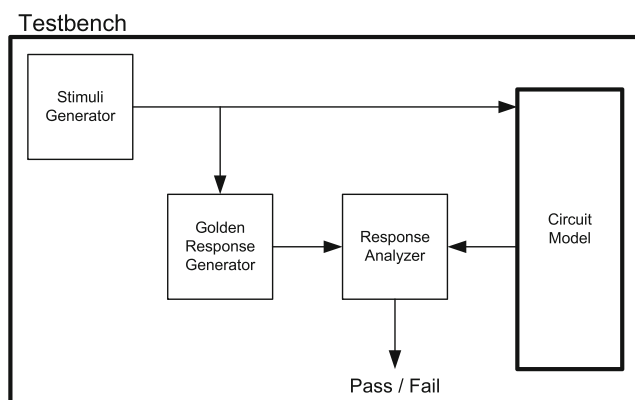 Testbench
Stimuli
Generator
Golden
Response
Generator
Response
Analyzer
Circuit
Model
Pass / Fail